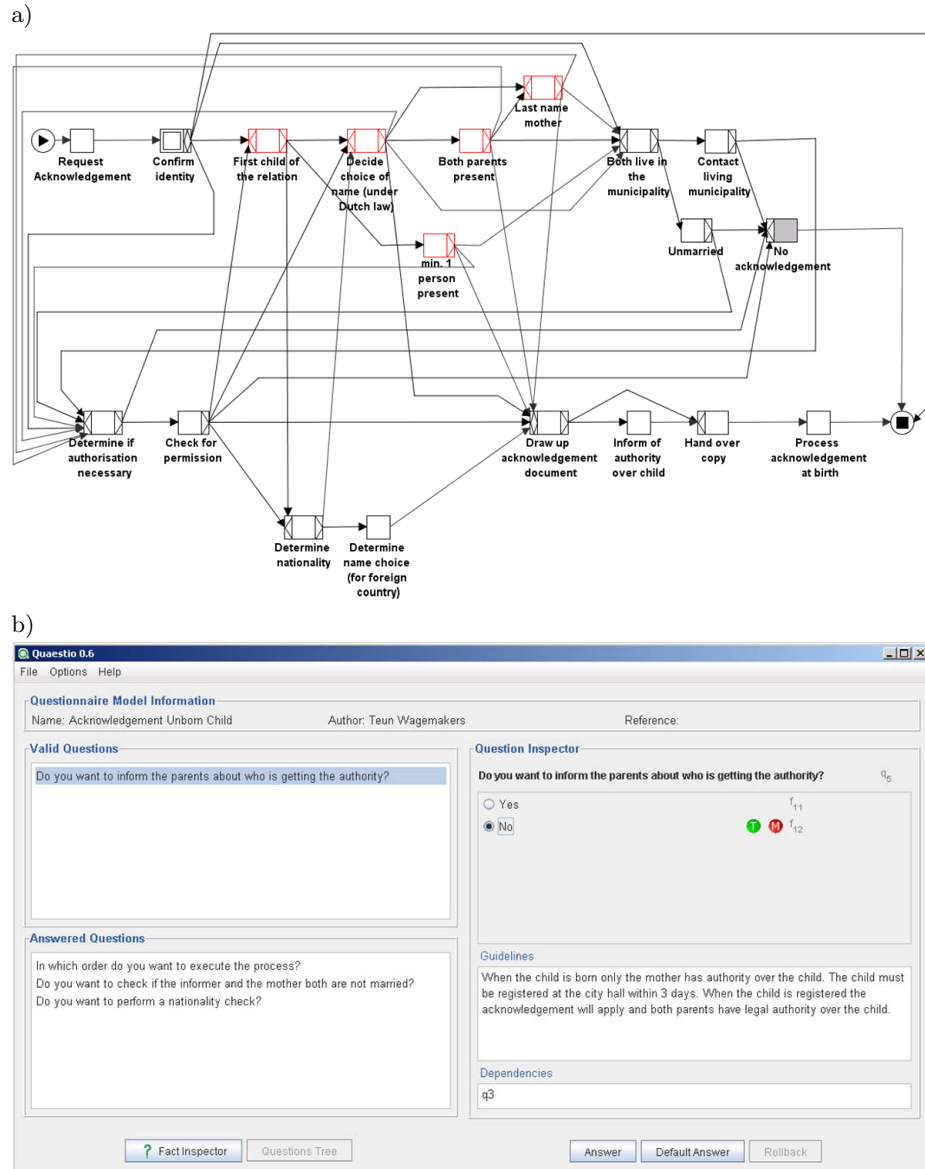 a)
Request
Acknowledgement
Confirm
identity
First child of
the relation
Decide
choice of
name (under
Dutch law)
Both parents
present
Last name
mother
Both live in
the
municipality
Contact
living
municipality
min. 1
person
present
Unmarried
No
acknowledgement
Determine if
authorisation
necessary
Check for
permission
Draw up
acknowledgement
document
Inform of
authority
over child
Hand over
copy
Process
acknowledgement
at birth
Determine
nationality
Determine
name choice
(for foreign
country)
b)
Quaestio 0.6
File Options Help
Questionnaire Model Information
Name: Acknowledgement Unborn Child Author: Teun Wagemakers Reference:
Valid Questions
Do you want to inform the parents about who is getting the authority?
Answered Questions
In which order do you want to execute the process?
Do you want to check if the informer and the mother both are not married?
Do you want to perform a nationality check?
? Fact Inspector Questions Tree
Question Inspector
Do you want to inform the parents about who is getting the authority? q5
Yes f11
No T M f12
Guidelines
When the child is born only the mother has authority over the child. The child must
be registered at the city hall within 3 days. When the child is registered the
acknowledgement will apply and both parents have legal authority over the child.
Dependencies
q3
Answer Default Answer Rollback